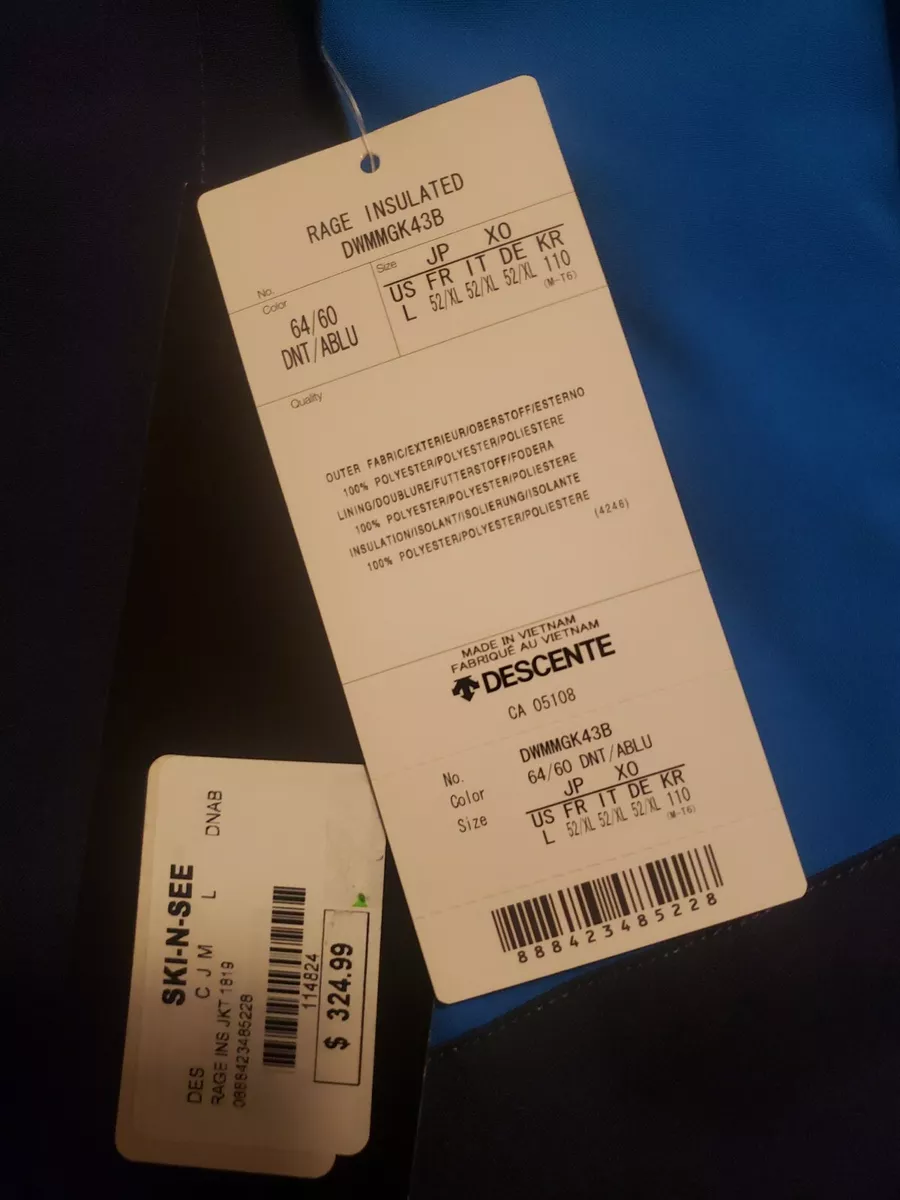 RAGE INSULATED
DWMMGK43B
No.
Color
64/60
DNT/ABLU
Size
JP XO
US FR IT DE KR
L 52/XL 52/XL 52/XL 110
(M-T6)
Quality
OUTER FABRIC/EXTERIEUR/OBERSTOFF/ESTERNO
100% POLYESTER/POLYESTER/POLIESTERE
LINING/DOUBLURE/FUTTERSTOFF/FODERA
100% POLYESTER/POLYESTER/POLIESTERE
INSULATION/ISOLANT/ISOLIERUNG/ISOLANTE
100% POLYESTER/POLYESTER/POLIESTERE
(4246)
MADE IN VIETNAM
FABRIQUÉ AU VIETNAM
DESCENTE
CA 05108
No. DWMMGK43B
Color 64/60 DNT/ABLU
Size
JP XO
US FR IT DE KR
L 52/XL 52/XL 52/XL 110
(M-T6)
888423485228
SKI-N-SEE
C J M L DNAB
DES
RAGE INS JKT 1819
0888423485228
114824
$ 324.99